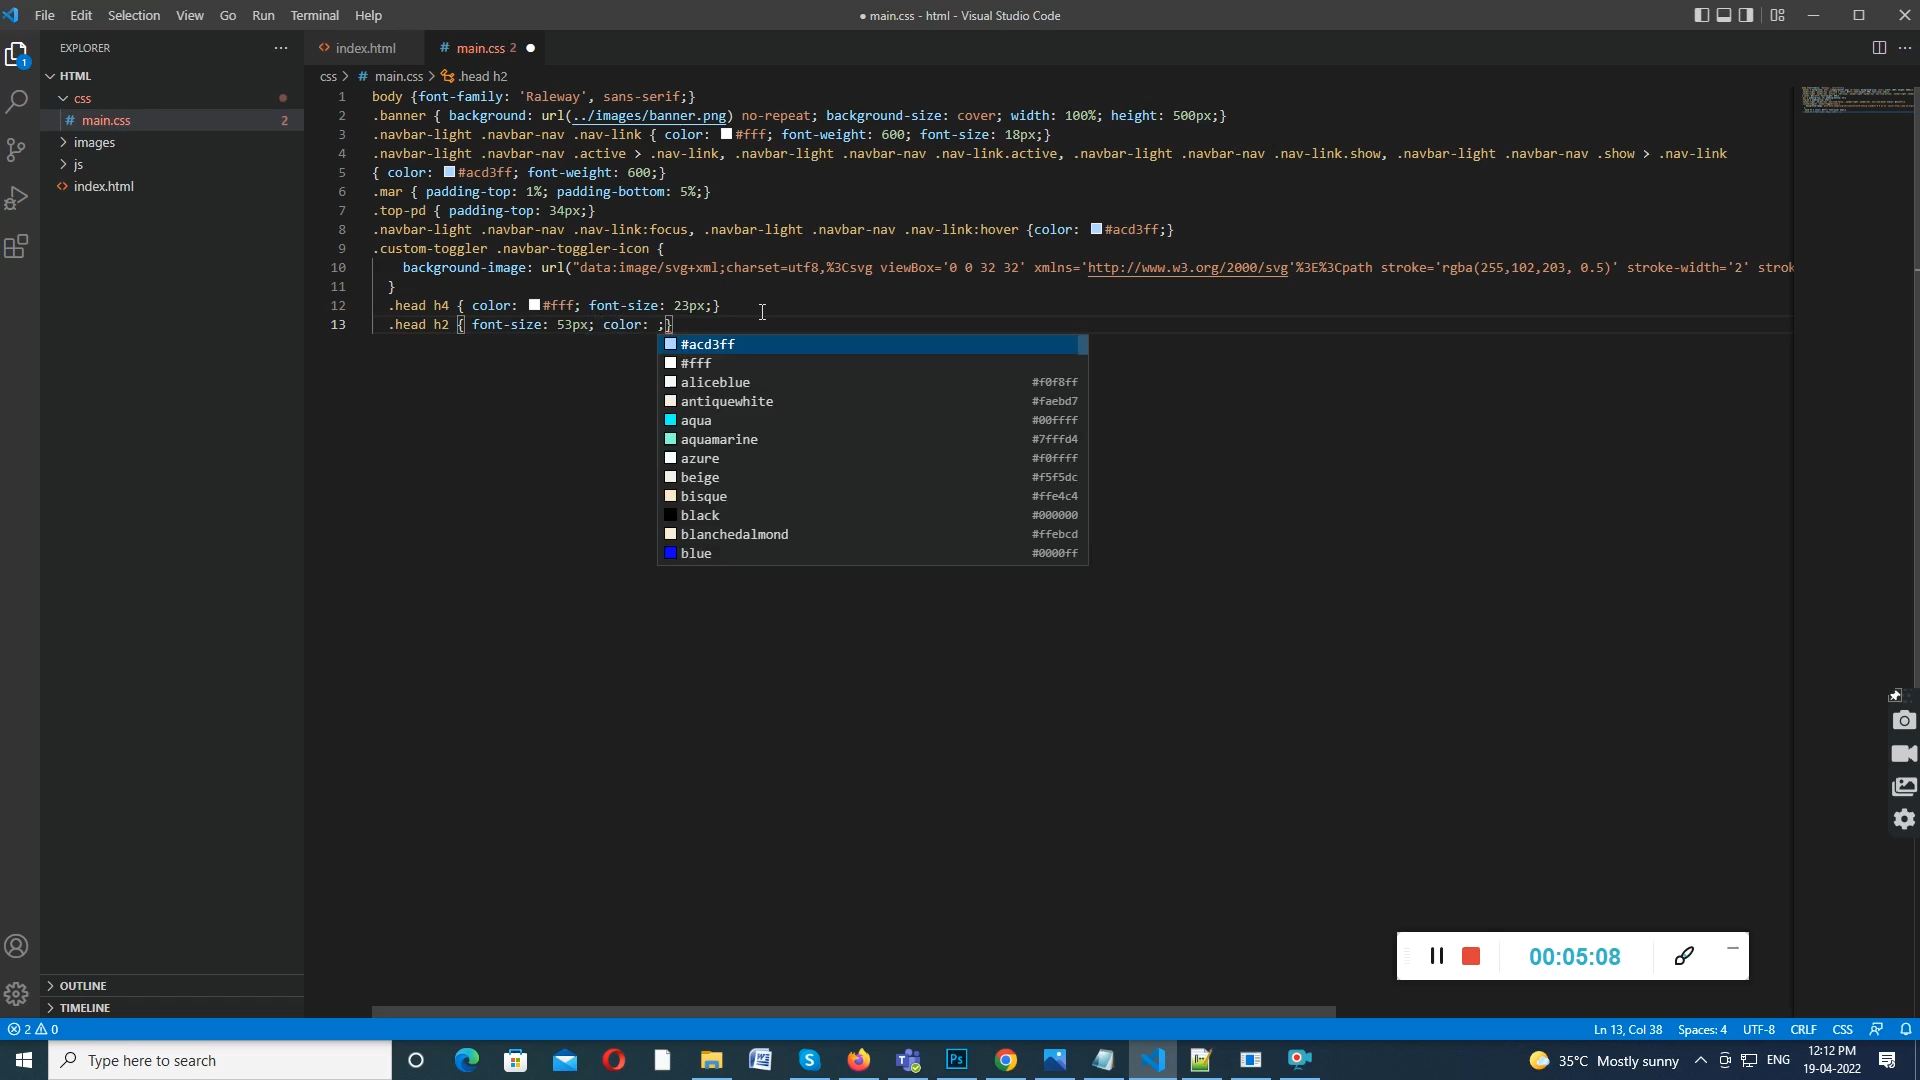 File Edit Selection View Go Run Terminal Help
● main.css - html - Visual Studio Code
EXPLORER
index.html
# main.css 2
HTML
css > # main.css > .head h2
css
# main.css 2
images
js
index.html
1 body {font-family: 'Raleway', sans-serif;}
2 .banner { background: url(../images/banner.png) no-repeat; background-size: cover; width: 100%; height: 500px;}
3 .navbar-light .navbar-nav .nav-link { color: #fff; font-weight: 600; font-size: 18px;}
4 .navbar-light .navbar-nav .active > .nav-link, .navbar-light .navbar-nav .nav-link.active, .navbar-light .navbar-nav .nav-link.show, .navbar-light .navbar-nav .show > .nav-link
5 { color: #acd3ff; font-weight: 600;}
6 .mar { padding-top: 1%; padding-bottom: 5%;}
7 .top-pd { padding-top: 34px;}
8 .navbar-light .navbar-nav .nav-link:focus, .navbar-light .navbar-nav .nav-link:hover {color: #acd3ff;}
9 .custom-toggler .navbar-toggler-icon {
10 background-image: url("data:image/svg+xml;charset=utf8,%3Csvg viewBox='0 0 32 32' xmlns='http://www.w3.org/2000/svg'%3E%3Cpath stroke='rgba(255,102,203, 0.5)' stroke-width='2' strok
11 }
12 .head h4 { color: #fff; font-size: 23px;}
13 .head h2 { font-size: 53px; color: ;}
#acd3ff
#fff
aliceblue #f0f8ff
antiquewhite #faebd7
aqua #00ffff
aquamarine #7fffd4
azure #f0ffff
beige #f5f5dc
bisque #ffe4c4
black #000000
blanchedalmond #ffebcd
blue #0000ff
00:05:08
OUTLINE
TIMELINE
2 0
Ln 13, Col 38 Spaces: 4 UTF-8 CRLF CSS
Type here to search
35°C Mostly sunny
ENG
12:12 PM
19-04-2022